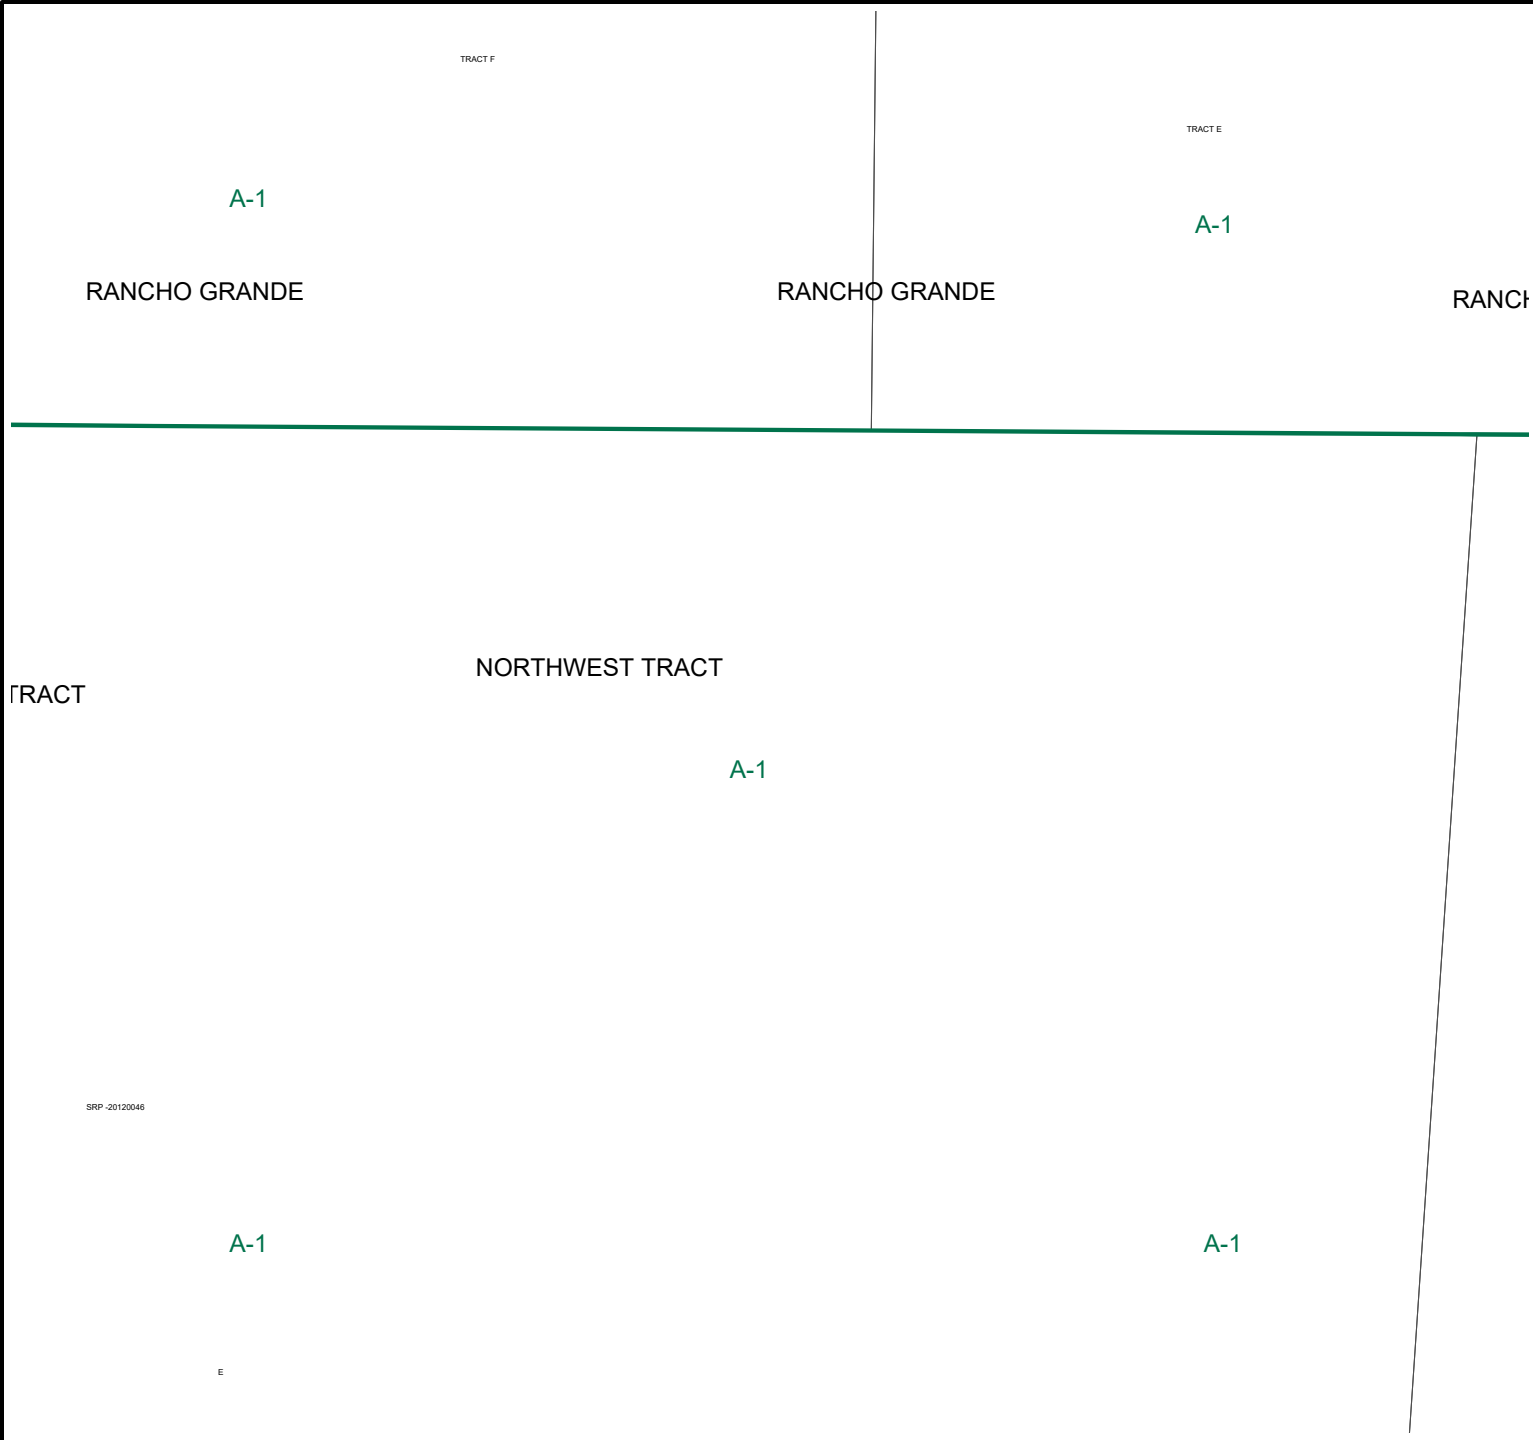 TRACT F
TRACT E
A-1
A-1
RANCHO GRANDE
RANCHO GRANDE
RANCH
NORTHWEST TRACT
TRACT
A-1
SRP -20120046
A-1
A-1
E